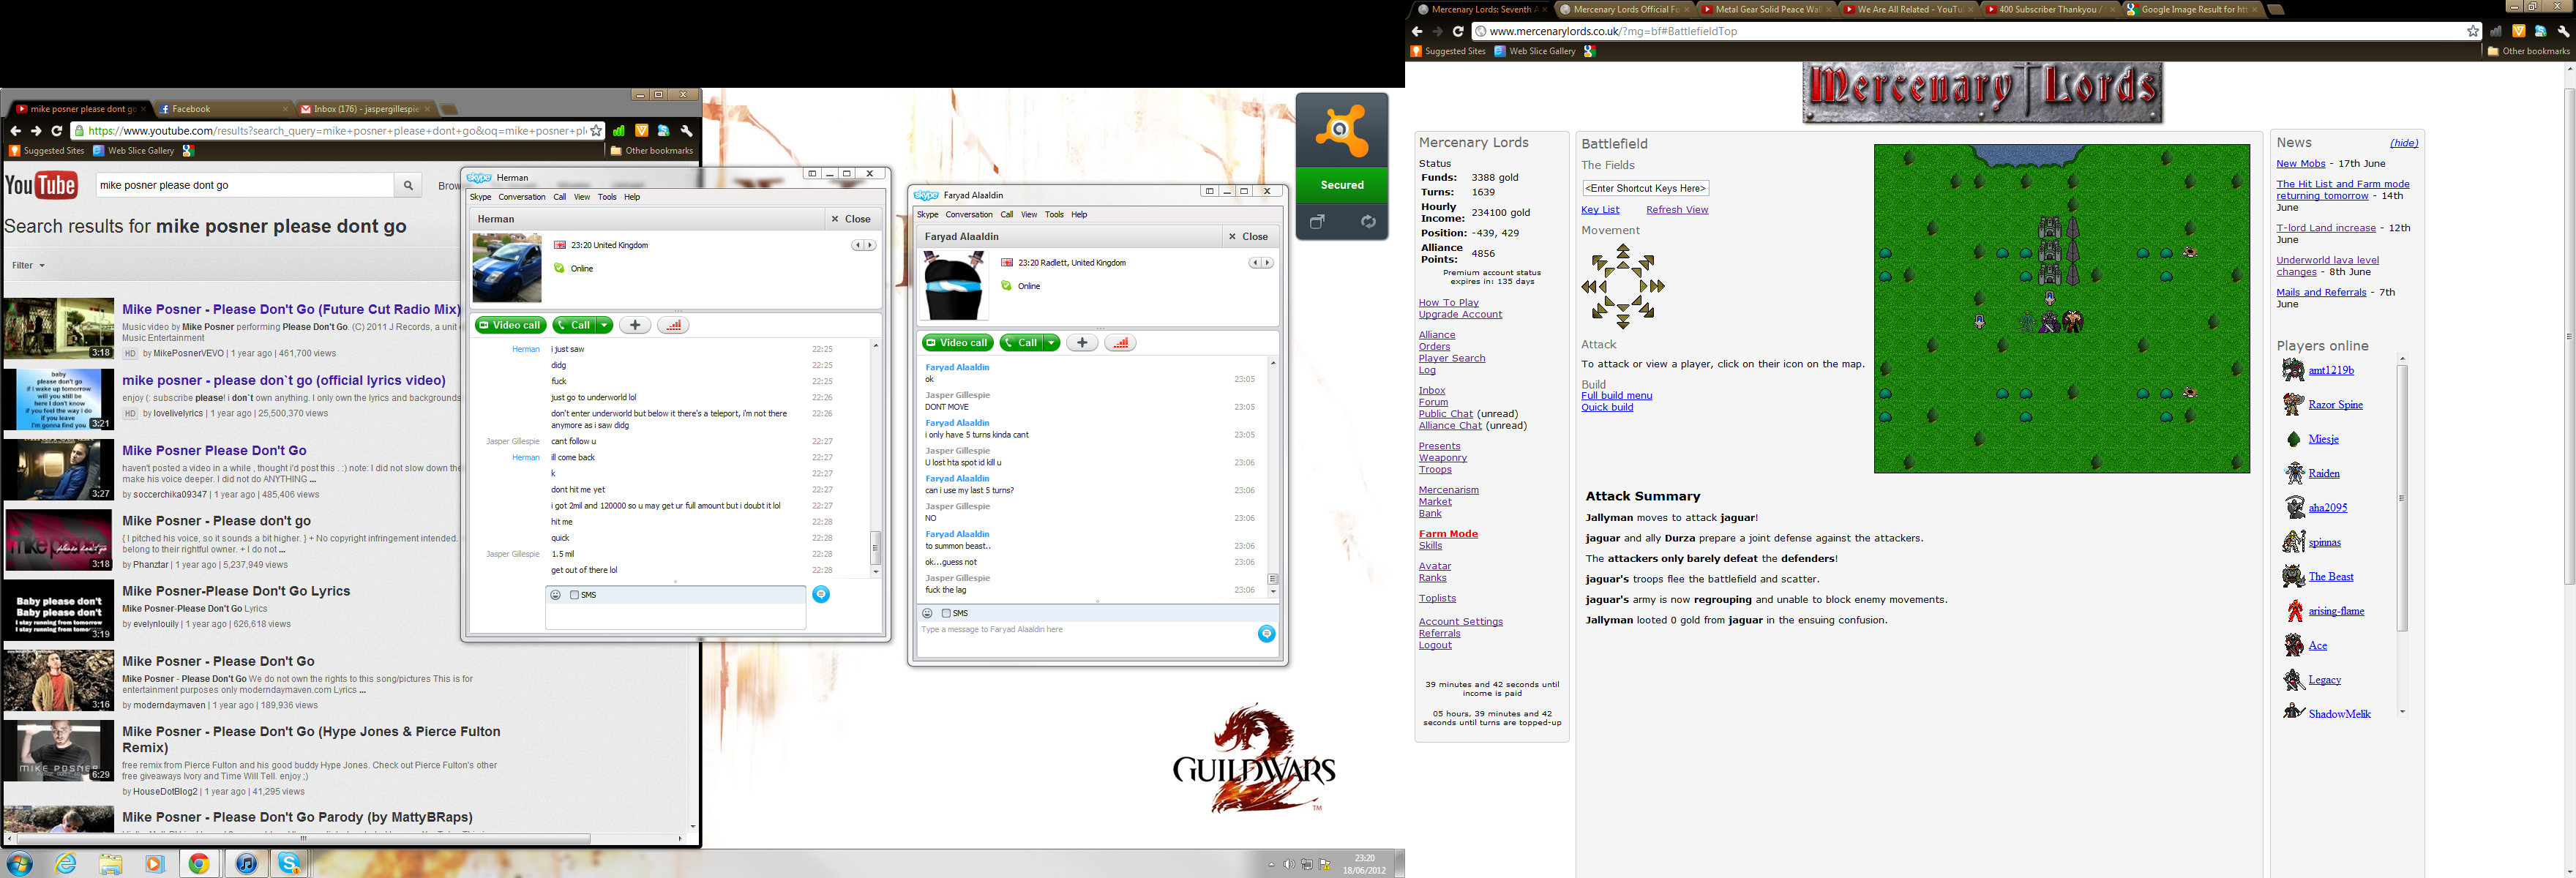 mike posner please dont go
Facebook
Inbox (176) - jaspergillespie
https://www.youtube.com/results?search_query=mike+posner+please+dont+go&oq=mike+posner+pl
Suggested Sites
Web Slice Gallery
Other bookmarks
YouTube
mike posner please dont go
Brow
Search results for mike posner please dont go
Filter
Mike Posner - Please Don't Go (Future Cut Radio Mix)
Music video by Mike Posner performing Please Don't Go. (C) 2011 J Records, a unit
Music Entertainment
HD by MikePosnerVEVO | 1 year ago | 461,700 views
3:18
mike posner - please don`t go (official lyrics video)
enjoy (: subscribe please! i don`t own anything. I only own the lyrics and backgrounds
HD by lovelivelyrics | 1 year ago | 25,500,370 views
3:21
Mike Posner Please Don't Go
haven't posted a video in a while , thought i'd post this . :) note: I did not slow down the
make his voice deeper. I did not do ANYTHING ...
by soccerchika09347 | 1 year ago | 485,406 views
3:27
Mike Posner - Please don't go
{ I pitched his voice, so it sounds a bit higher. } + No copyright infringement intended.
belong to their rightful owner. + I do not ...
by Phanztar | 1 year ago | 5,237,949 views
3:18
Mike Posner-Please Don't Go Lyrics
Mike Posner-Please Don't Go Lyrics
by evelynlouily | 1 year ago | 626,618 views
Baby please don't
Baby please don't
I stay running from tomorrow
3:19
Mike Posner - Please Don't Go
Mike Posner - Please Don't Go We do not own the rights to this song/pictures This is for
entertainment purposes only moderndaymaven.com Lyrics ...
by moderndaymaven | 1 year ago | 189,936 views
3:16
Mike Posner - Please Don't Go (Hype Jones & Pierce Fulton
Remix)
free remix from Pierce Fulton and his good buddy Hype Jones. Check out Pierce Fulton's other
free giveaways Ivory and Time Will Tell. enjoy ;)
by HouseDotBlog2 | 1 year ago | 41,295 views
MIKE POSNER
6:29
Mike Posner - Please Don't Go Parody (by MattyBRaps)
skype Herman
Skype Conversation Call View Tools Help
Herman
Close
23:20 United Kingdom
Online
Video call
Call
Herman i just saw 22:25
didg 22:25
fuck 22:25
just go to underworld lol 22:26
don't enter underworld but below it there's a teleport, i'm not there 22:26
anymore as i saw didg
Jasper Gillespie cant follow u 22:27
Herman ill come back 22:27
k 22:27
dont hit me yet 22:27
i got 2mil and 120000 so u may get ur full amount but i doubt it lol 22:27
hit me 22:28
quick 22:28
Jasper Gillespie 1.5 mil 22:28
get out of there lol 22:28
SMS
skype Faryad Alaaldin
Skype Conversation Call View Tools Help
Faryad Alaaldin
Close
23:20 Radlett, United Kingdom
Online
Video call
Call
Faryad Alaaldin
ok 23:05
Jasper Gillespie
DONT MOVE 23:05
Faryad Alaaldin
i only have 5 turns kinda cant 23:05
Jasper Gillespie
U lost hta spot id kill u 23:06
Faryad Alaaldin
can i use my last 5 turns? 23:06
Jasper Gillespie
NO 23:06
Faryad Alaaldin
to summon beast.. 23:06
ok...guess not 23:06
Jasper Gillespie
fuck the lag 23:06
SMS
Type a message to Faryad Alaaldin here
Secured
GUILDWARS
TM
23:20
18/06/2012
Mercenary Lords: Seventh A
Mercenary Lords Official Fo
Metal Gear Solid Peace Wal
We Are All Related - YouTu
400 Subscriber Thankyou /
Google Image Result for htt
www.mercenarylords.co.uk/?mg=bf#BattlefieldTop
Suggested Sites
Web Slice Gallery
Other bookmarks
Mercenary Lords
Mercenary Lords
Status
Funds: 3388 gold
Turns: 1639
Hourly
Income: 234100 gold
Position: -439, 429
Alliance
Points: 4856
Premium account status
expires in: 135 days
How To Play
Upgrade Account
Alliance
Orders
Player Search
Log
Inbox
Forum
Public Chat (unread)
Alliance Chat (unread)
Presents
Weaponry
Troops
Mercenarism
Market
Bank
Farm Mode
Skills
Avatar
Ranks
Toplists
Account Settings
Referrals
Logout
39 minutes and 42 seconds until
income is paid
05 hours, 39 minutes and 42
seconds until turns are topped-up
Battlefield
The Fields
<Enter Shortcut Keys Here>
Key List
Refresh View
Movement
Attack
To attack or view a player, click on their icon on the map.
Build
Full build menu
Quick build
Attack Summary
Jallyman moves to attack jaguar!
jaguar and ally Durza prepare a joint defense against the attackers.
The attackers only barely defeat the defenders!
jaguar's troops flee the battlefield and scatter.
jaguar's army is now regrouping and unable to block enemy movements.
Jallyman looted 0 gold from jaguar in the ensuing confusion.
News
(hide)
New Mobs - 17th June
The Hit List and Farm mode
returning tomorrow - 14th
June
T-lord Land increase - 12th
June
Underworld lava level
changes - 8th June
Mails and Referrals - 7th
June
Players online
amt1219b
Razor Spine
Miesje
Raiden
aha2095
spinnas
The Beast
arising-flame
Ace
Legacy
ShadowMelik